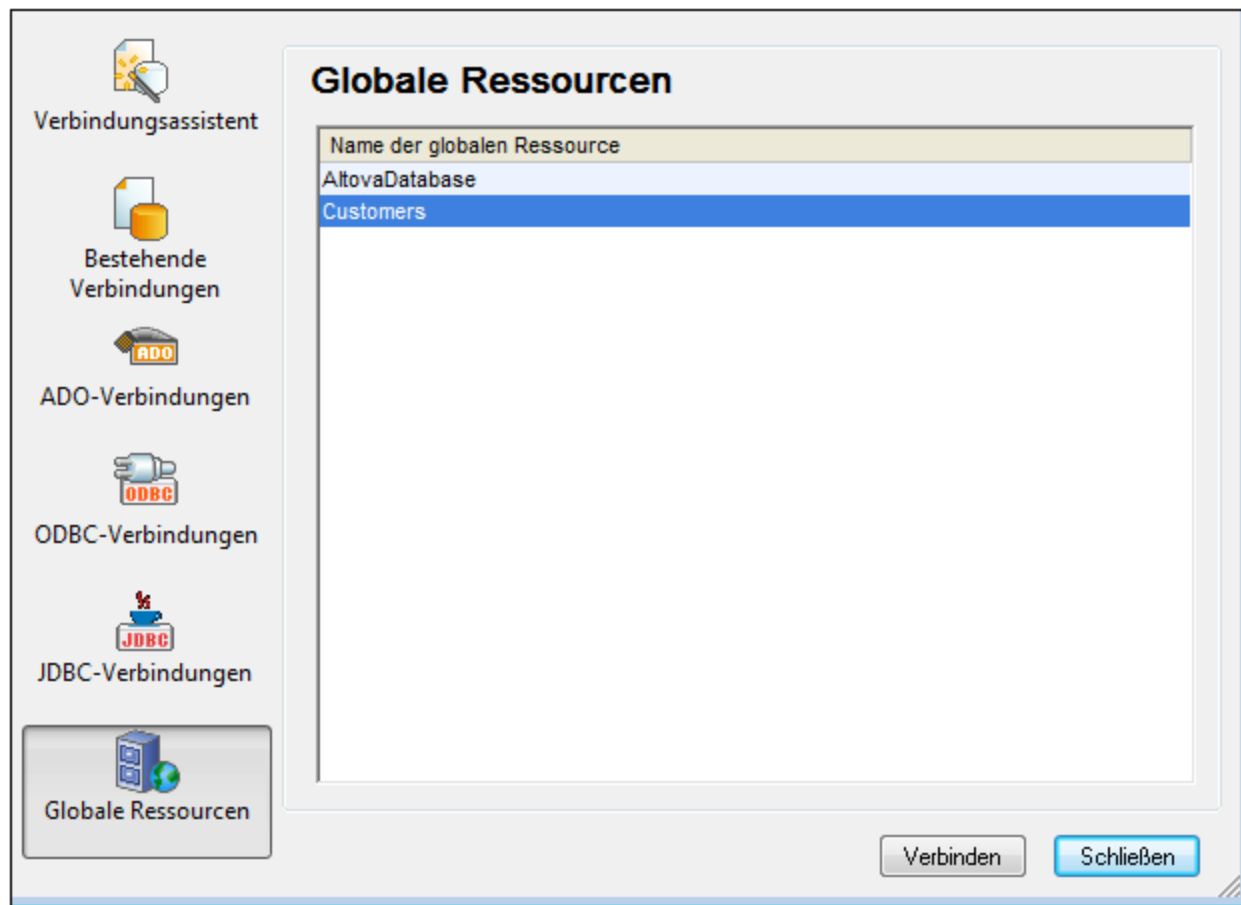 Verbindungsassistent
Bestehende
Verbindungen
ADO
ADO-Verbindungen
ODBC
ODBC-Verbindungen
JDBC
JDBC-Verbindungen
Globale Ressourcen
Globale Ressourcen
Name der globalen Ressource
AltovaDatabase
Customers
Verbinden
Schließen